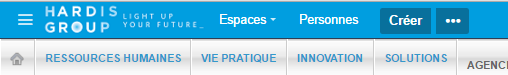 HARDIS GROUP
LIGHT UP YOUR FUTURE_
Espaces Personnes Créer •••
RESSOURCES HUMAINES VIE PRATIQUE INNOVATION SOLUTIONS AGENC